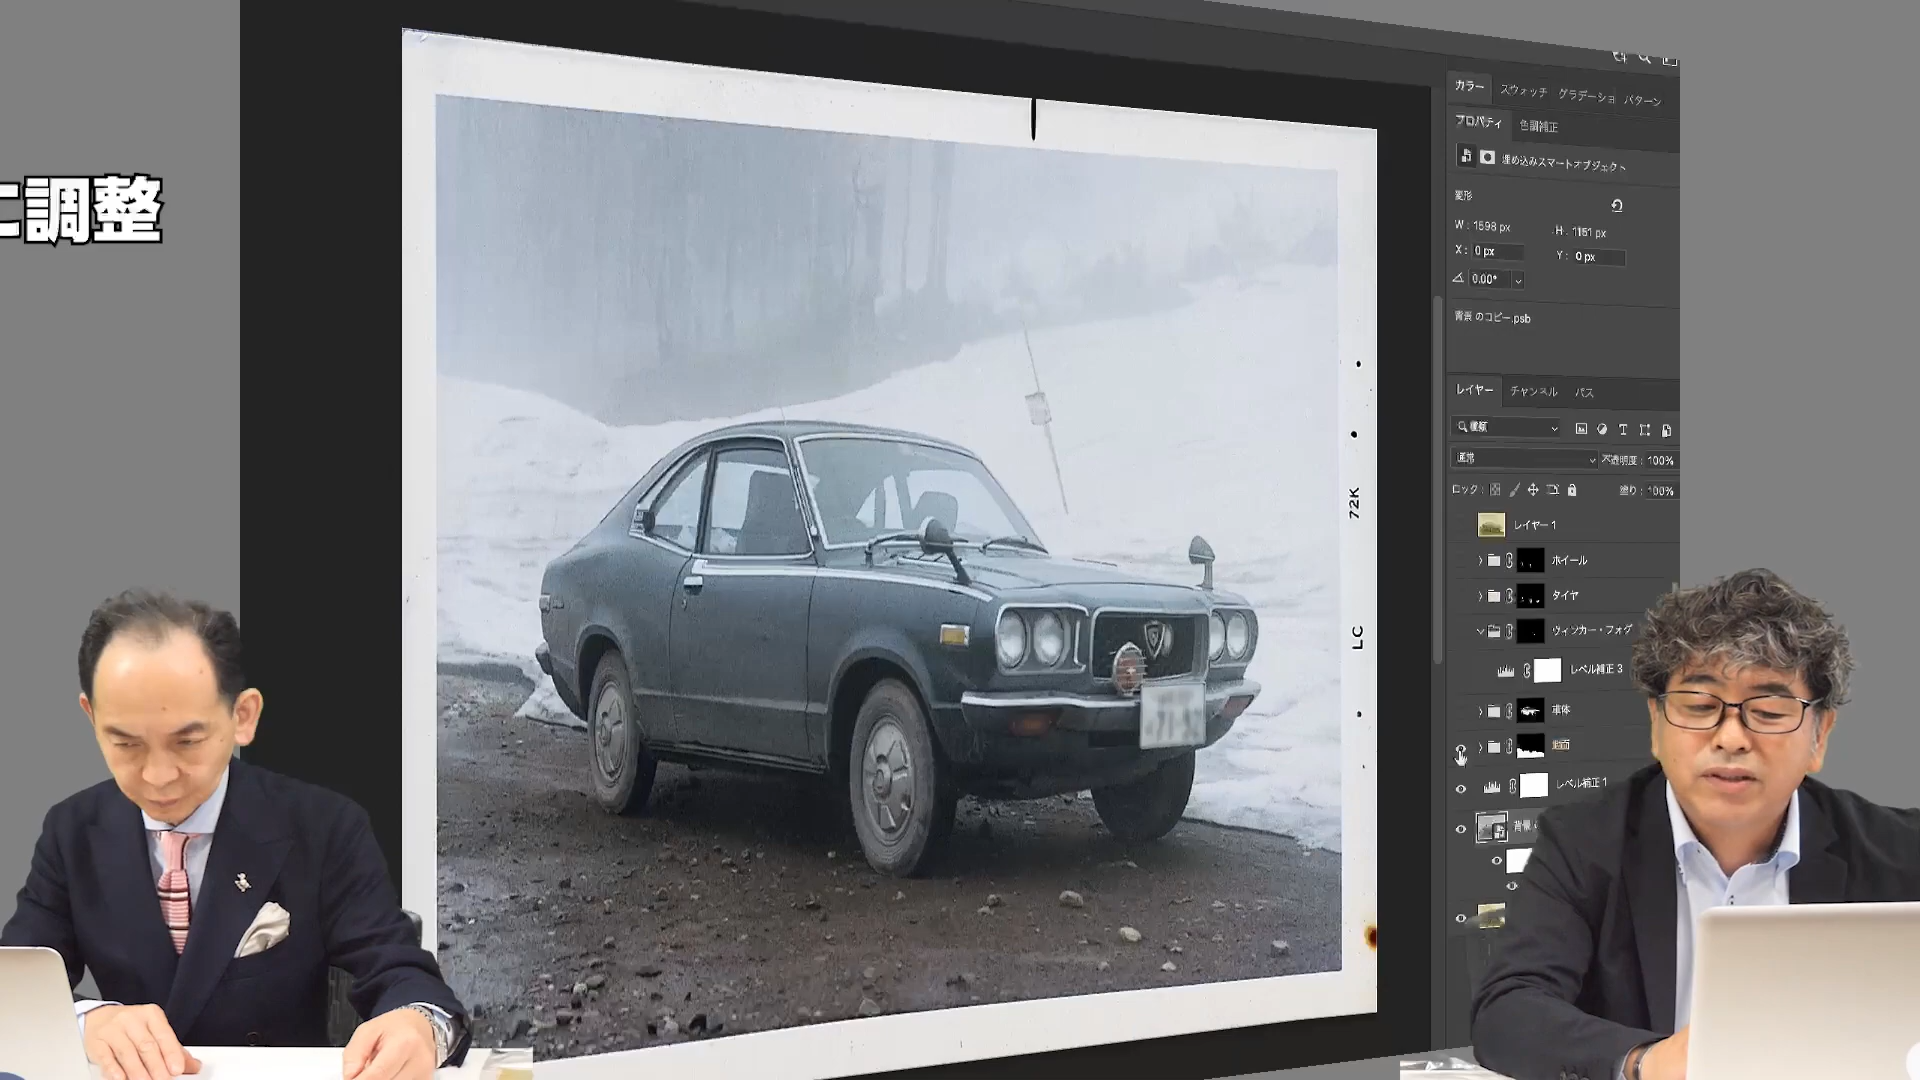 に調整
カラー スウォッチ グラデーショ パターン
プロパティ 色調補正
埋め込みスマートオブジェクト
変形
W : 1598 px H : 1151 px
X : 0 px Y : 0 px
0.00°
背景 のコピー.psb
レイヤー チャンネル パス
種類
通常 不透明度 : 100%
ロック : 塗り : 100%
レイヤー 1
ホイール
タイヤ
ウィンカー・フォグ
レベル補正 3
車体
地面
レベル補正 1
背景
72K
LC